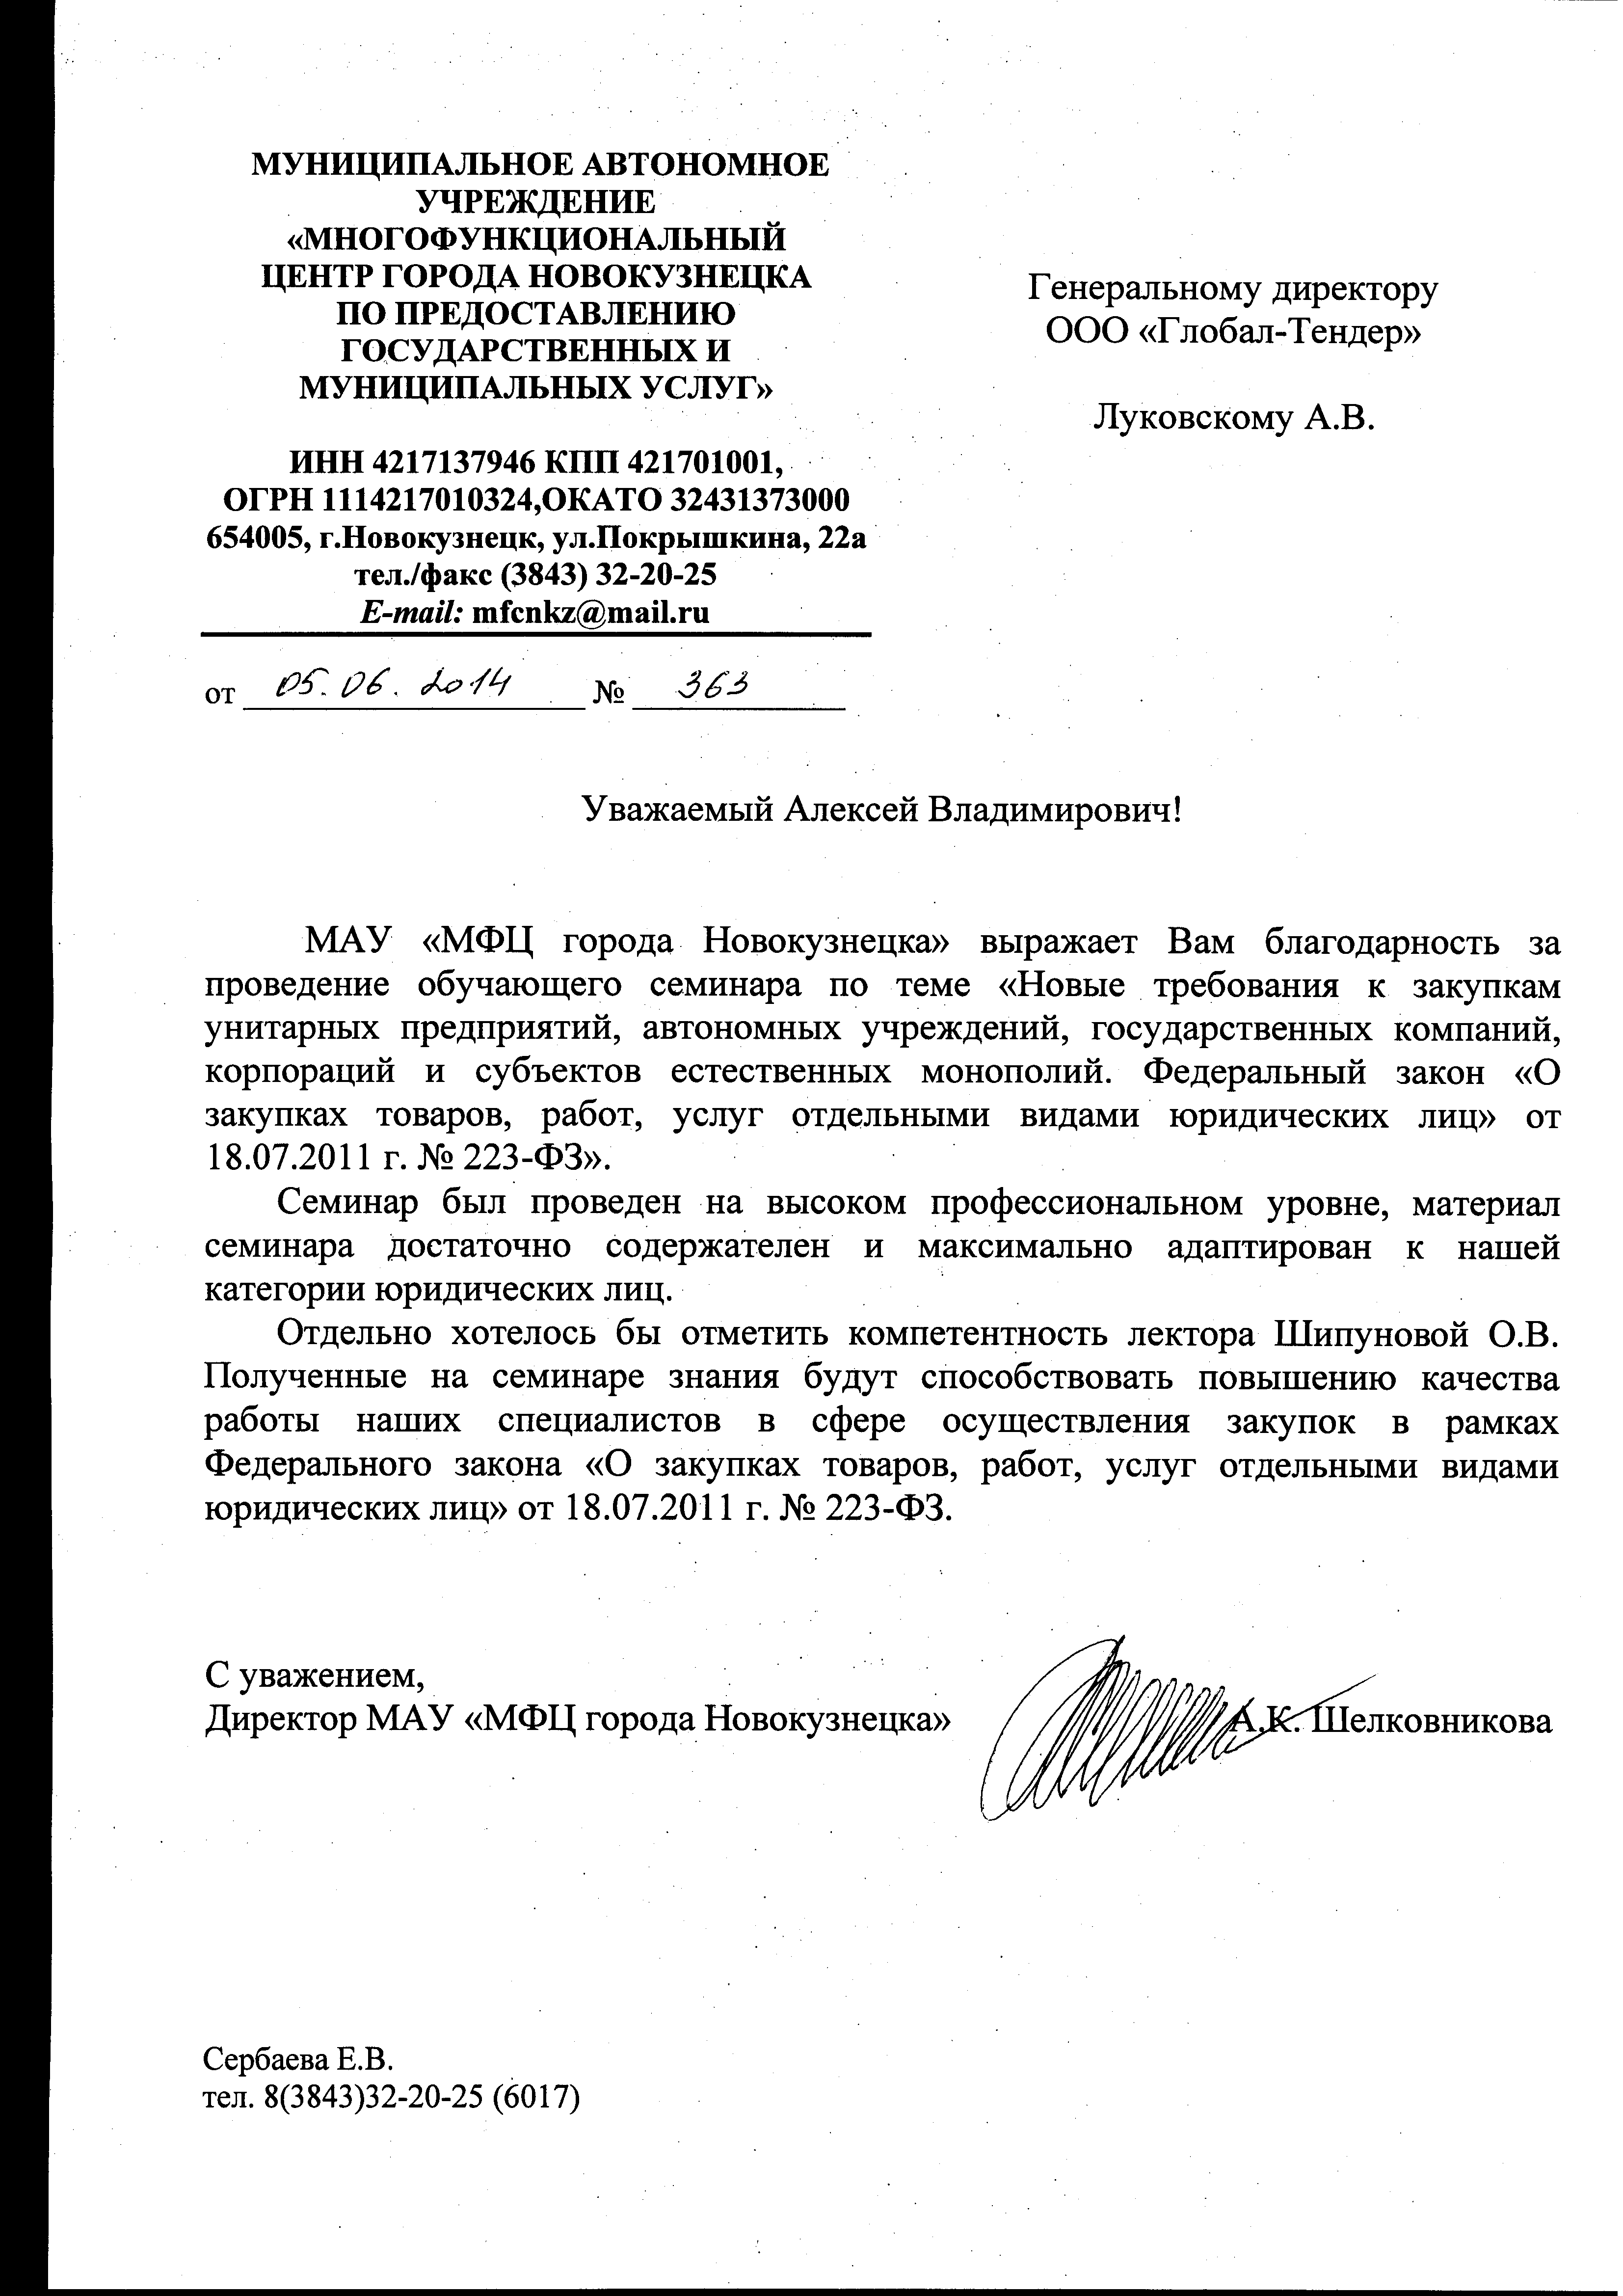 МУНИЦИПАЛЬНОЕ АВТОНОМНОЕ
УЧРЕЖДЕНИЕ
«МНОГОФУНКЦИОНАЛЬНЫЙ
ЦЕНТР ГОРОДА НОВОКУЗНЕЦКА
ПО ПРЕДОСТАВЛЕНИЮ
ГОСУДАРСТВЕННЫХ И
МУНИЦИПАЛЬНЫХ УСЛУГ»
ИНН 4217137946 КПП 421701001,
ОГРН 1114217010324,ОКАТО 32431373000
654005, г.Новокузнецк, ул.Покрышкина, 22а
тел./факс (3843) 32-20-25
E-mail: mfcnkz@mail.ru
от 05.06.2014 № 363
Генеральному директору
ООО «Глобал-Тендер»
Луковскому А.В.
Уважаемый Алексей Владимирович!
МАУ «МФЦ города Новокузнецка» выражает Вам благодарность за
проведение обучающего семинара по теме «Новые требования к закупкам
унитарных предприятий, автономных учреждений, государственных компаний,
корпораций и субъектов естественных монополий. Федеральный закон «О
закупках товаров, работ, услуг отдельными видами юридических лиц» от
18.07.2011 г. № 223-ФЗ».
Семинар был проведен на высоком профессиональном уровне, материал
семинара достаточно содержателен и максимально адаптирован к нашей
категории юридических лиц.
Отдельно хотелось бы отметить компетентность лектора Шипуновой О.В.
Полученные на семинаре знания будут способствовать повышению качества
работы наших специалистов в сфере осуществления закупок в рамках
Федерального закона «О закупках товаров, работ, услуг отдельными видами
юридических лиц» от 18.07.2011 г. № 223-ФЗ.
С уважением,
Директор МАУ «МФЦ города Новокузнецка» А.К. Шелковникова
Сербаева Е.В.
тел. 8(3843)32-20-25 (6017)